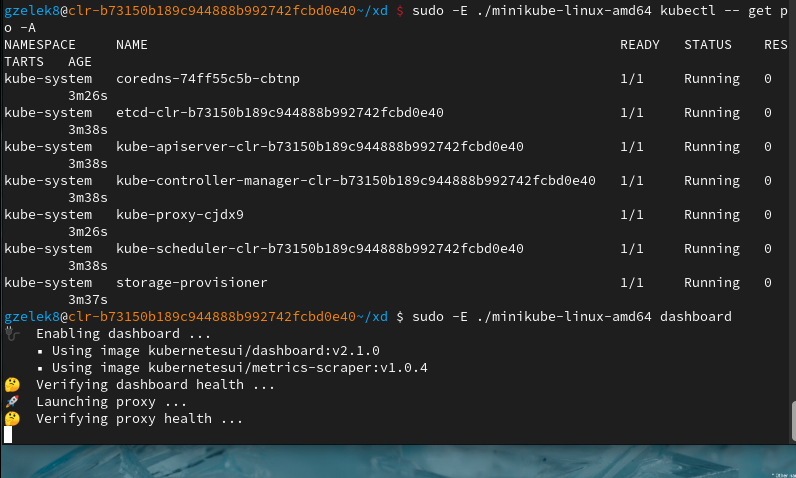 gzelek8@clr-b73150b189c944888b992742fcbd0e40~/xd $ sudo -E ./minikube-linux-amd64 kubectl -- get p
o -A
NAMESPACE     NAME                                                           READY   STATUS    RES
TARTS   AGE
kube-system   coredns-74ff55c5b-cbtnp                                        1/1     Running   0
        3m26s
kube-system   etcd-clr-b73150b189c944888b992742fcbd0e40                      1/1     Running   0
        3m38s
kube-system   kube-apiserver-clr-b73150b189c944888b992742fcbd0e40            1/1     Running   0
        3m38s
kube-system   kube-controller-manager-clr-b73150b189c944888b992742fcbd0e40   1/1     Running   0
        3m38s
kube-system   kube-proxy-cjdx9                                               1/1     Running   0
        3m26s
kube-system   kube-scheduler-clr-b73150b189c944888b992742fcbd0e40            1/1     Running   0
        3m38s
kube-system   storage-provisioner                                            1/1     Running   0
        3m37s
gzelek8@clr-b73150b189c944888b992742fcbd0e40~/xd $ sudo -E ./minikube-linux-amd64 dashboard
🔌  Enabling dashboard ...
    ▪ Using image kubernetesui/dashboard:v2.1.0
    ▪ Using image kubernetesui/metrics-scraper:v1.0.4
🤔  Verifying dashboard health ...
🚀  Launching proxy ...
🤔  Verifying proxy health ...